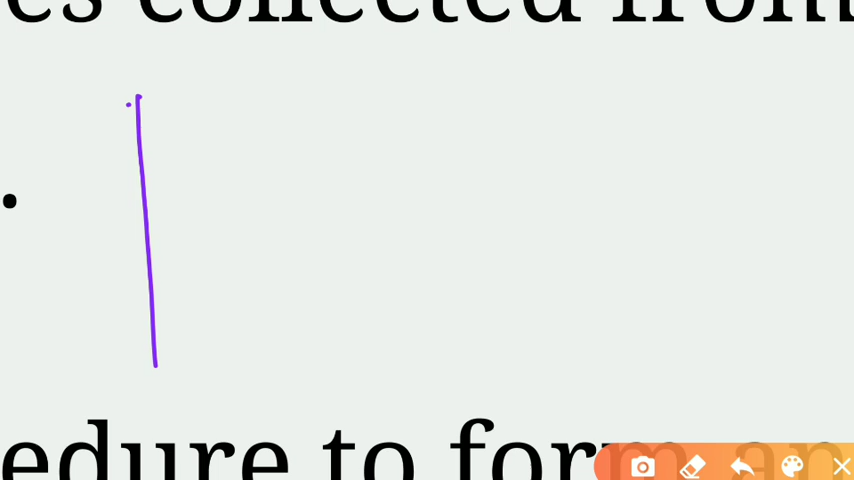 es collected from
.
edure to form an